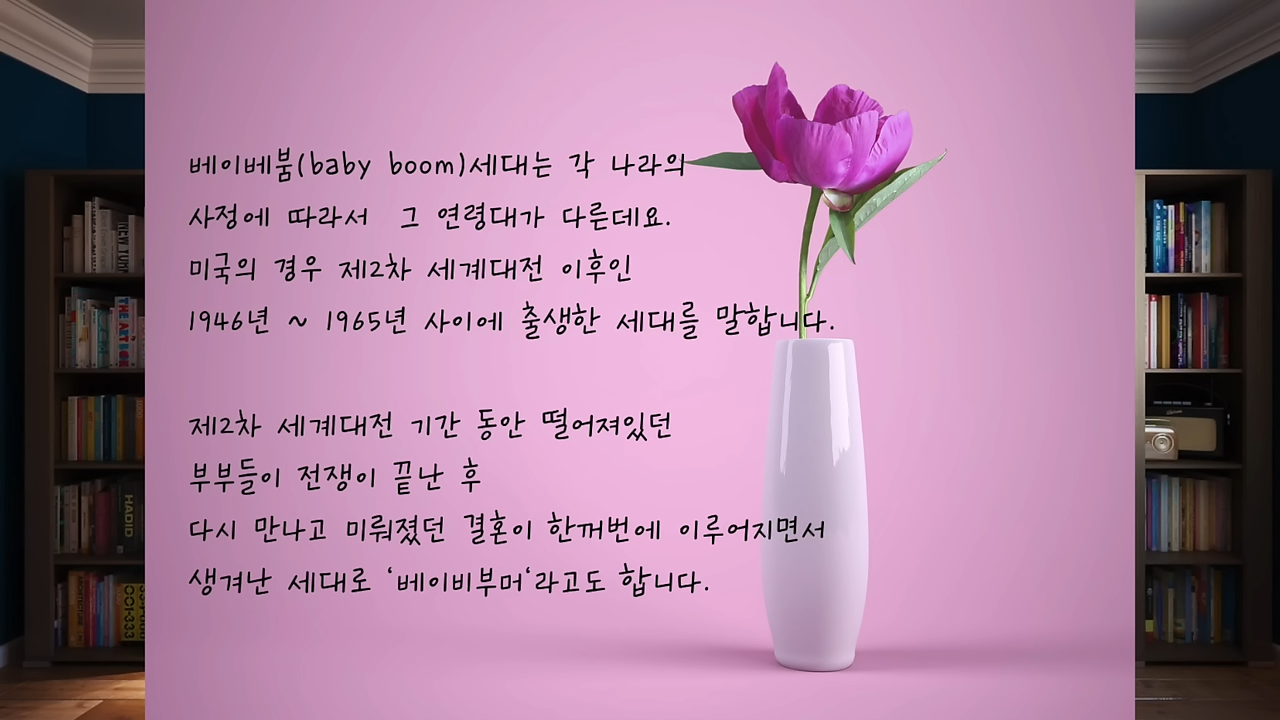 베이베붐(baby boom)세대는 각 나라의
사정에 따라서 그 연령대가 다른데요.
미국의 경우 제2차 세계대전 이후인
1946년 ~ 1965년 사이에 출생한 세대를 말합니다.
제2차 세계대전 기간 동안 떨어져있던
부부들이 전쟁이 끝난 후
다시 만나고 미뤄졌던 결혼이 한꺼번에 이루어지면서
생겨난 세대로 ‘베이비부머‘라고도 합니다.
HADID